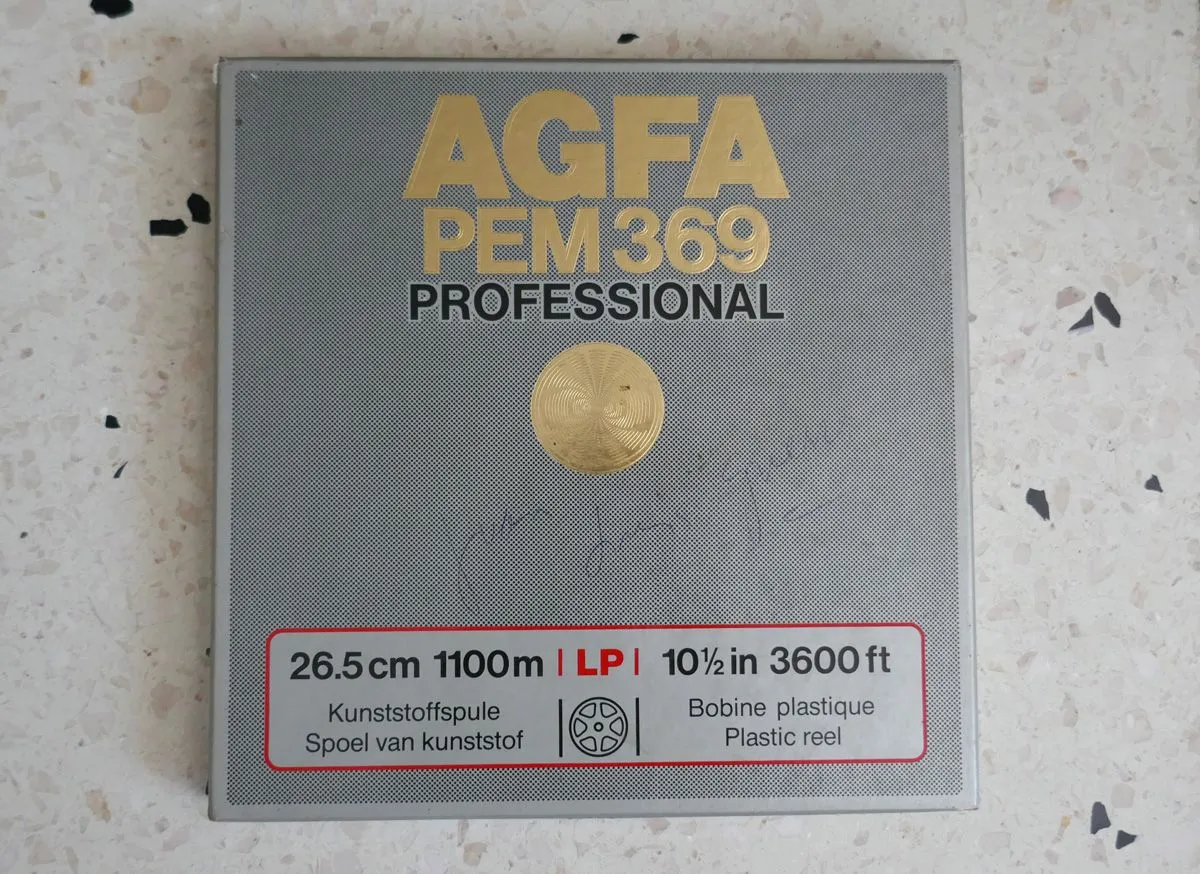 AGFA
PEM 369
PROFESSIONAL
26.5 cm 1100 m | LP | 10½ in 3600 ft
Kunststoffspule
Spoel van kunststof
Bobine plastique
Plastic reel